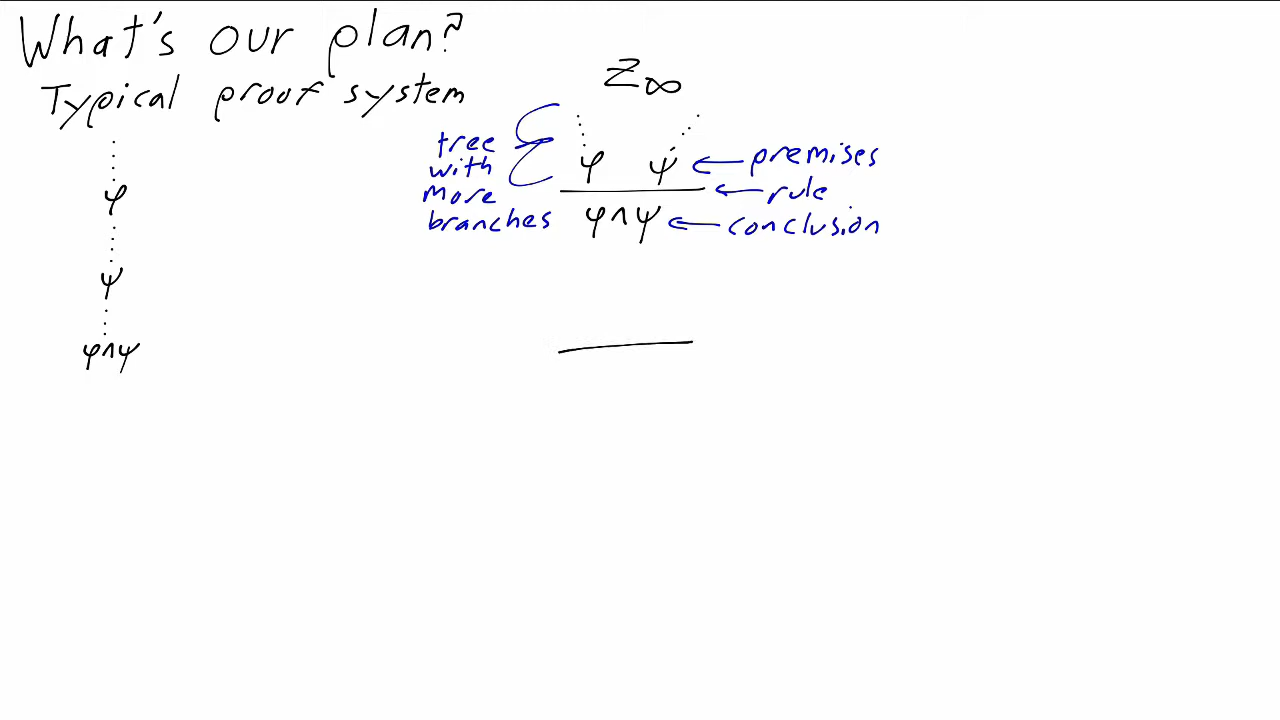 What's our plan?
Typical proof system
φ
ψ
φ∧ψ
Z∞
tree
with
more
branches
φ ψ ← premises
← rule
φ∧ψ ← conclusion